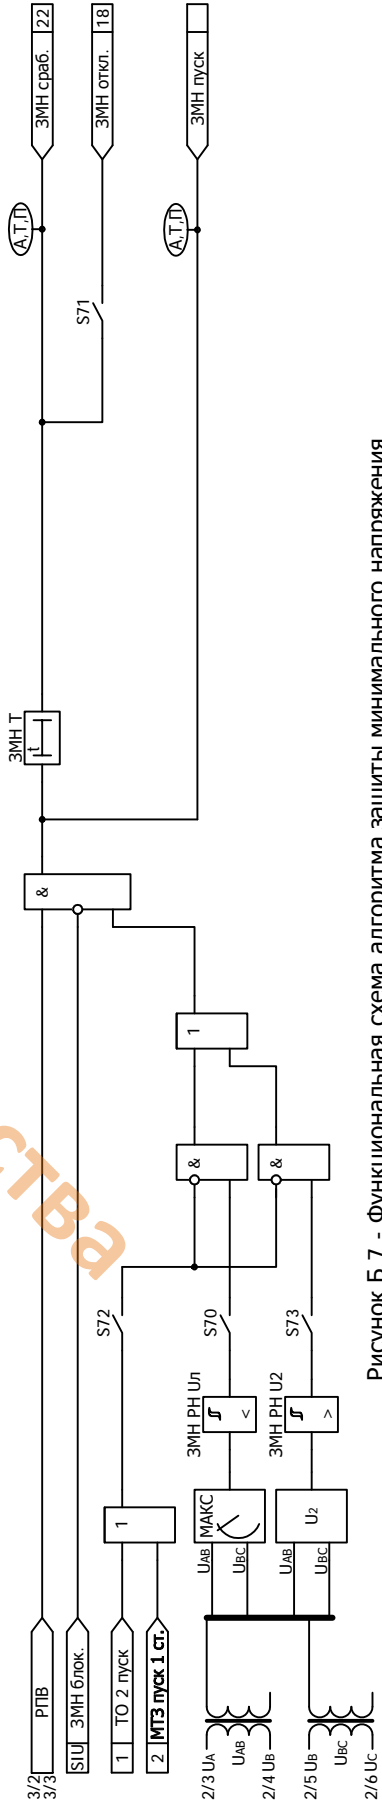 3/2
3/3
РПВ
SIU ЗМН блок.
1 ТО 2 пуск
2 МТЗ пуск 1 ст.
1
S72
2/3 UA
UAB
2/4 UB
2/5 UB
UBC
2/6 UC
UAB
UBC
МАКС
ЗМН РН Uл
<
S70
UAB
UBC
U2
ЗМН РН U2
>
S73
&
&
1
&
ЗМН Т
t
S71
А,Т,П
А,Т,П
ЗМН сраб. 22
ЗМН откл. 18
ЗМН пуск
Рисунок Б.7 - Функциональная схема алгоритма защиты минимального напряжения
ства